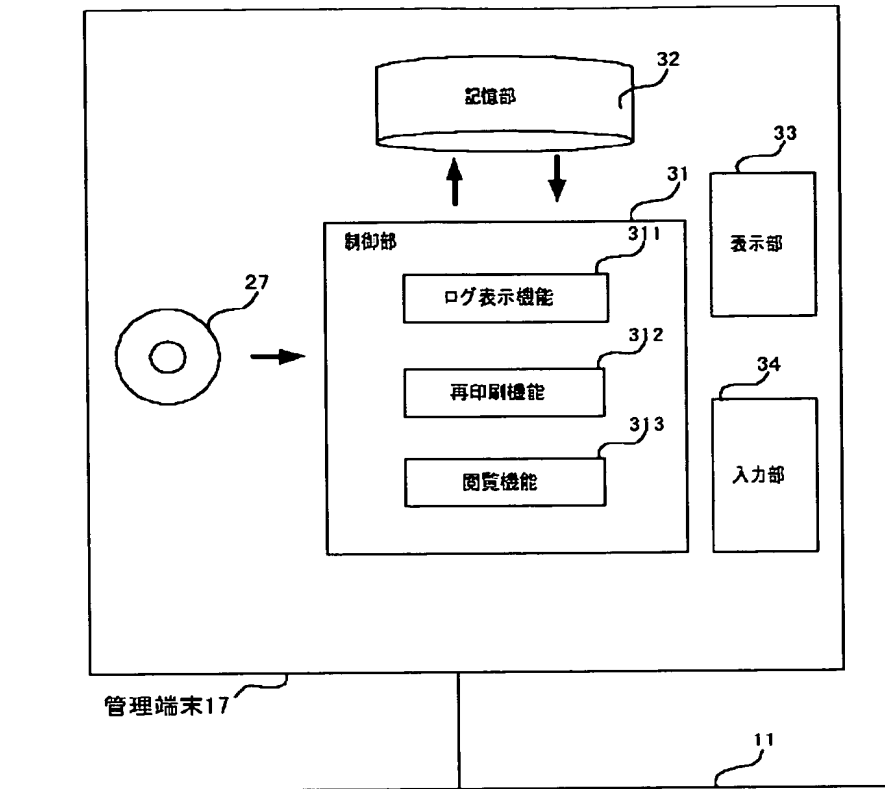 32
記憶部
33
31
制御部
311
表示部
ログ表示機能
27
312
再印刷機能
34
313
閲覧機能
入力部
管理端末17
11